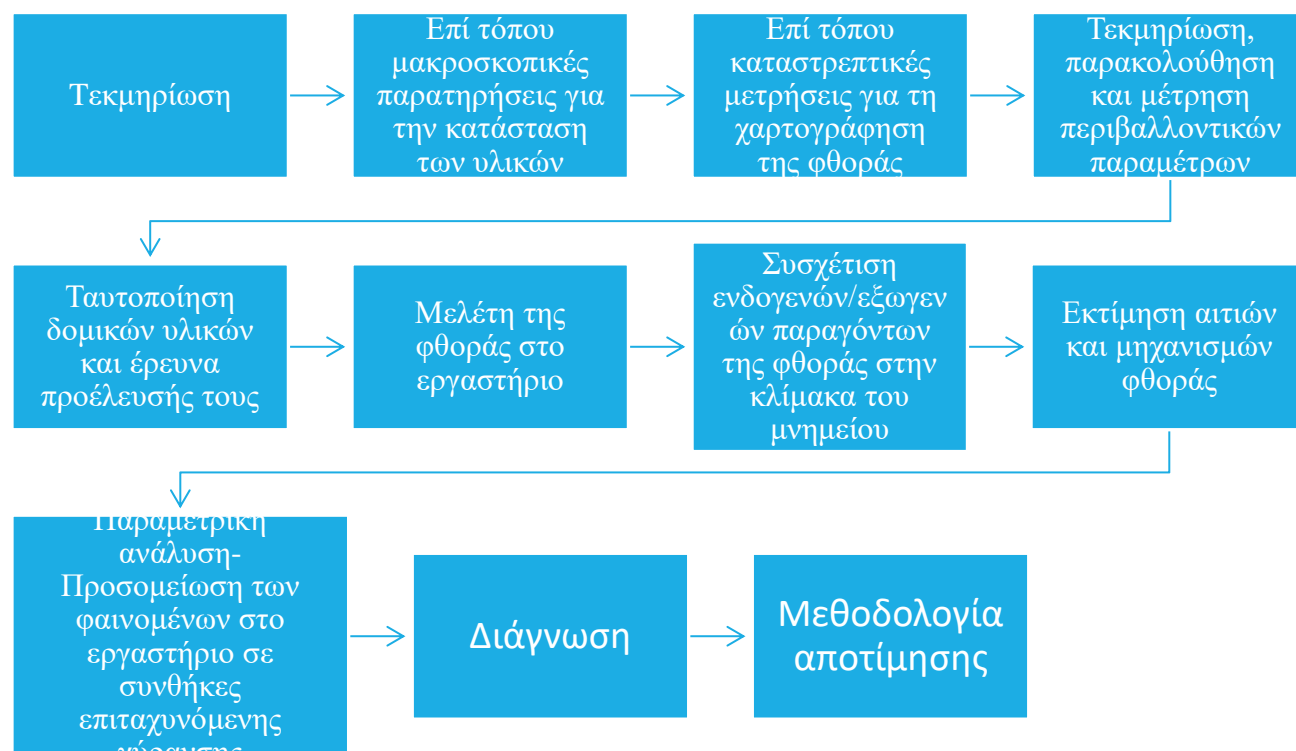 Τεκμηρίωση
Επί τόπου
μακροσκοπικές
παρατηρήσεις για
την κατάσταση
των υλικών
Επί τόπου
καταστρεπτικές
μετρήσεις για τη
χαρτογράφηση
της φθοράς
Τεκμηρίωση,
παρακολούθηση
και μέτρηση
περιβαλλοντικών
παραμέτρων
Ταυτοποίηση
δομικών υλικών
και έρευνα
προέλευσής τους
Μελέτη της
φθοράς στο
εργαστήριο
Συσχέτιση
ενδογενών/εξωγεν
ών παραγόντων
της φθοράς στην
κλίμακα του
μνημείου
Εκτίμηση αιτιών
και μηχανισμών
φθοράς
Παραμετρική
ανάλυση-
Προσομείωση των
φαινομένων στο
εργαστήριο σε
συνθήκες
επιταχυνόμενης
Διάγνωση
Μεθοδολογία
αποτίμησης